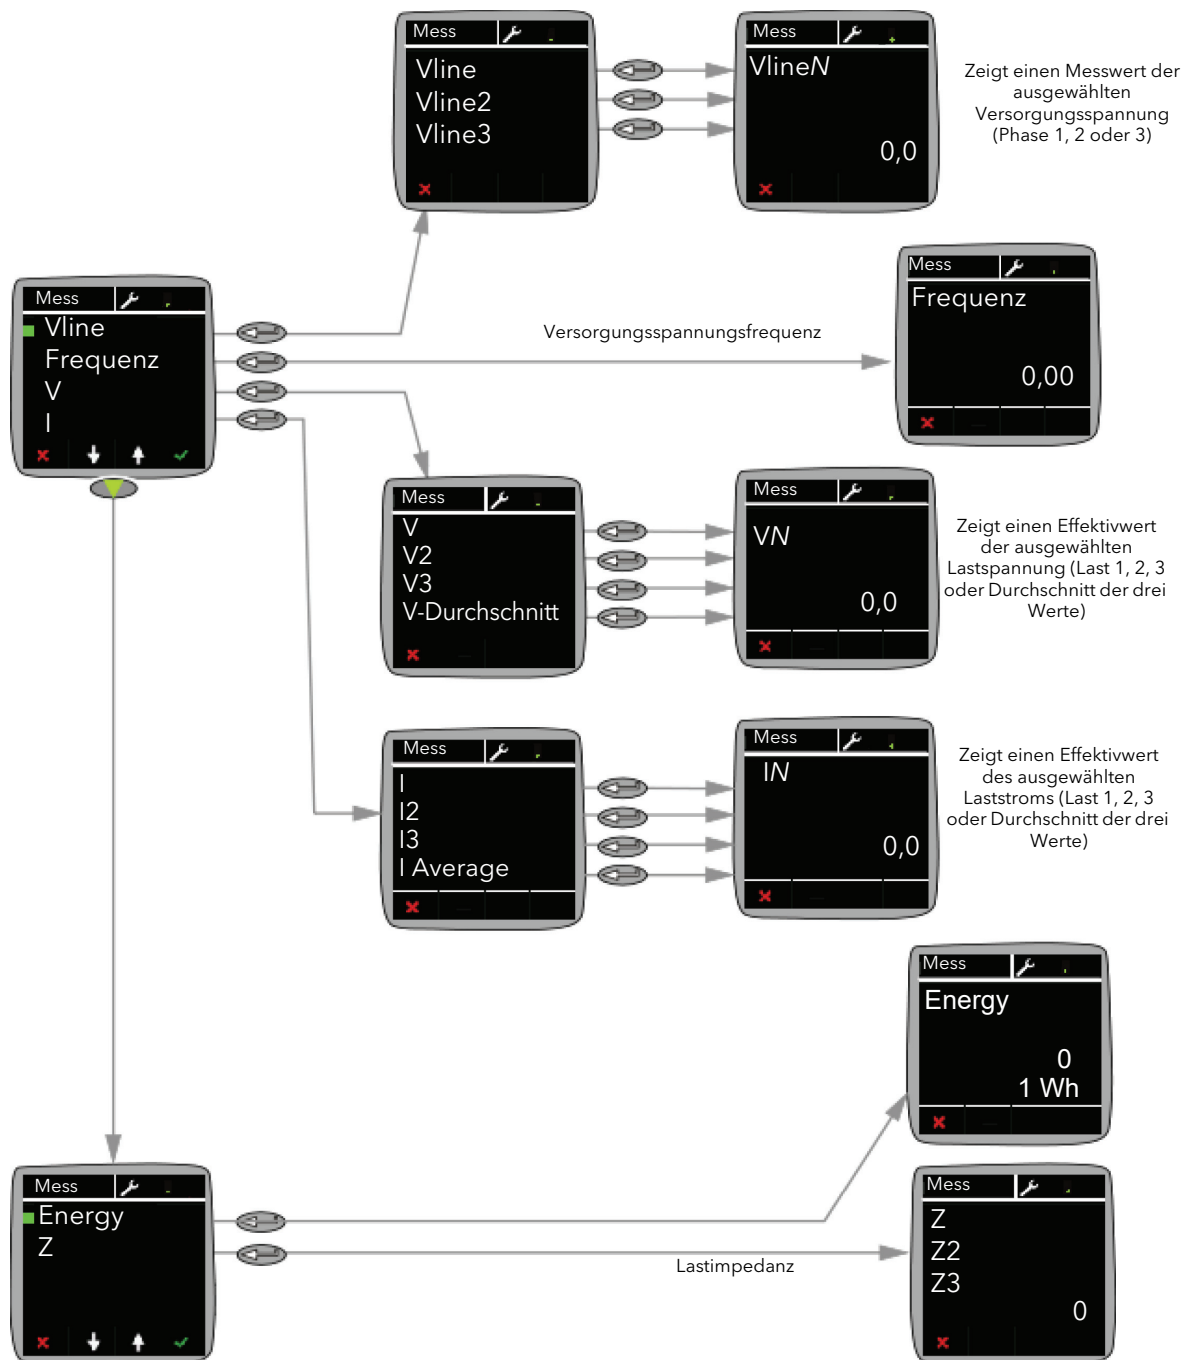 Mess
Vline
Vline2
Vline3
Mess
VlineN
0,0
Zeigt einen Messwert der
ausgewählten
Versorgungsspannung
(Phase 1, 2 oder 3)
Mess
Vline
Frequenz
V
I
Versorgungsspannungsfrequenz
Mess
Frequenz
0,00
Mess
V
V2
V3
V-Durchschnitt
Mess
VN
0,0
Zeigt einen Effektivwert
der ausgewählten
Lastspannung (Last 1, 2, 3
oder Durchschnitt der drei
Werte)
Mess
I
I2
I3
I Average
Mess
IN
0,0
Zeigt einen Effektivwert
des ausgewählten
Laststroms (Last 1, 2, 3
oder Durchschnitt der drei
Werte)
Mess
Energy
0
1 Wh
Mess
Energy
Z
Lastimpedanz
Mess
Z
Z2
Z3
0